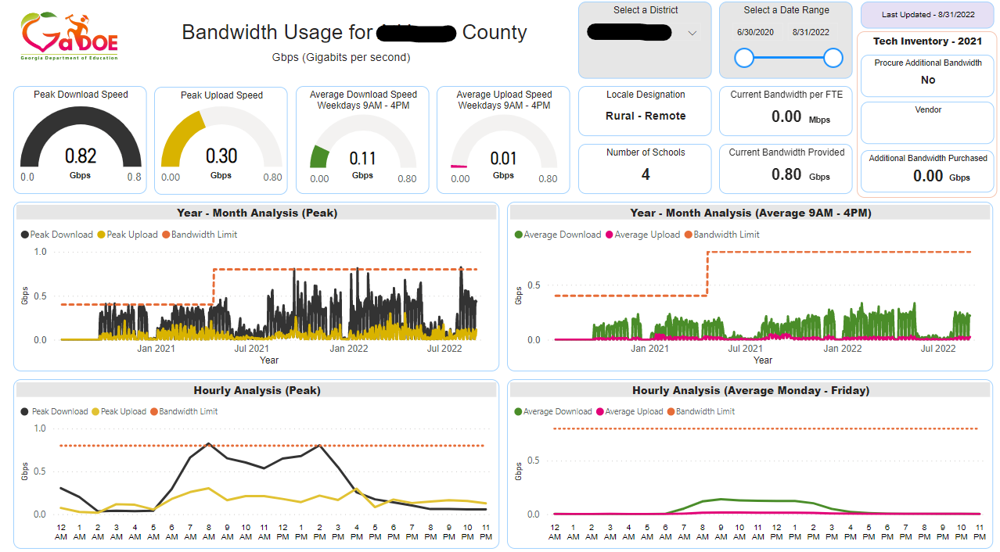 GaDOE
Georgia Department of Education
Bandwidth Usage for County
Gbps (Gigabits per second)
Select a District
Select a Date Range
6/30/2020 8/31/2022
Last Updated - 8/31/2022
Tech Inventory - 2021
Procure Additional Bandwidth
No
Vendor
Additional Bandwidth Purchased
0.00 Gbps
Peak Download Speed
0.82
Gbps
0.0 0.8
Peak Upload Speed
0.30
Gbps
0.00 0.80
Average Download Speed
Weekdays 9AM - 4PM
0.11
Gbps
0.00 0.80
Average Upload Speed
Weekdays 9AM - 4PM
0.01
Gbps
0.00 0.80
Locale Designation
Rural - Remote
Current Bandwidth per FTE
0.00 Mbps
Number of Schools
4
Current Bandwidth Provided
0.80 Gbps
Year - Month Analysis (Peak)
Peak Download Peak Upload Bandwidth Limit
1.0
0.5
0.0
Gbps
Jan 2021 Jul 2021 Jan 2022 Jul 2022
Year
Year - Month Analysis (Average 9AM - 4PM)
Average Download Average Upload Bandwidth Limit
0.5
0.0
Gbps
Jan 2021 Jul 2021 Jan 2022 Jul 2022
Year
Hourly Analysis (Peak)
Peak Download Peak Upload Bandwidth Limit
1.0
0.5
0.0
Gbps
12 1 2 3 4 5 6 7 8 9 10 11 12 1 2 3 4 5 6 7 8 9 10 11
AM AM AM AM AM AM AM AM AM AM AM AM PM PM PM PM PM PM PM PM PM PM PM PM
Hourly Analysis (Average Monday - Friday)
Average Download Average Upload Bandwidth Limit
0.5
0.0
Gbps
12 1 2 3 4 5 6 7 8 9 10 11 12 1 2 3 4 5 6 7 8 9 10 11
AM AM AM AM AM AM AM AM AM AM AM AM PM PM PM PM PM PM PM PM PM PM PM PM